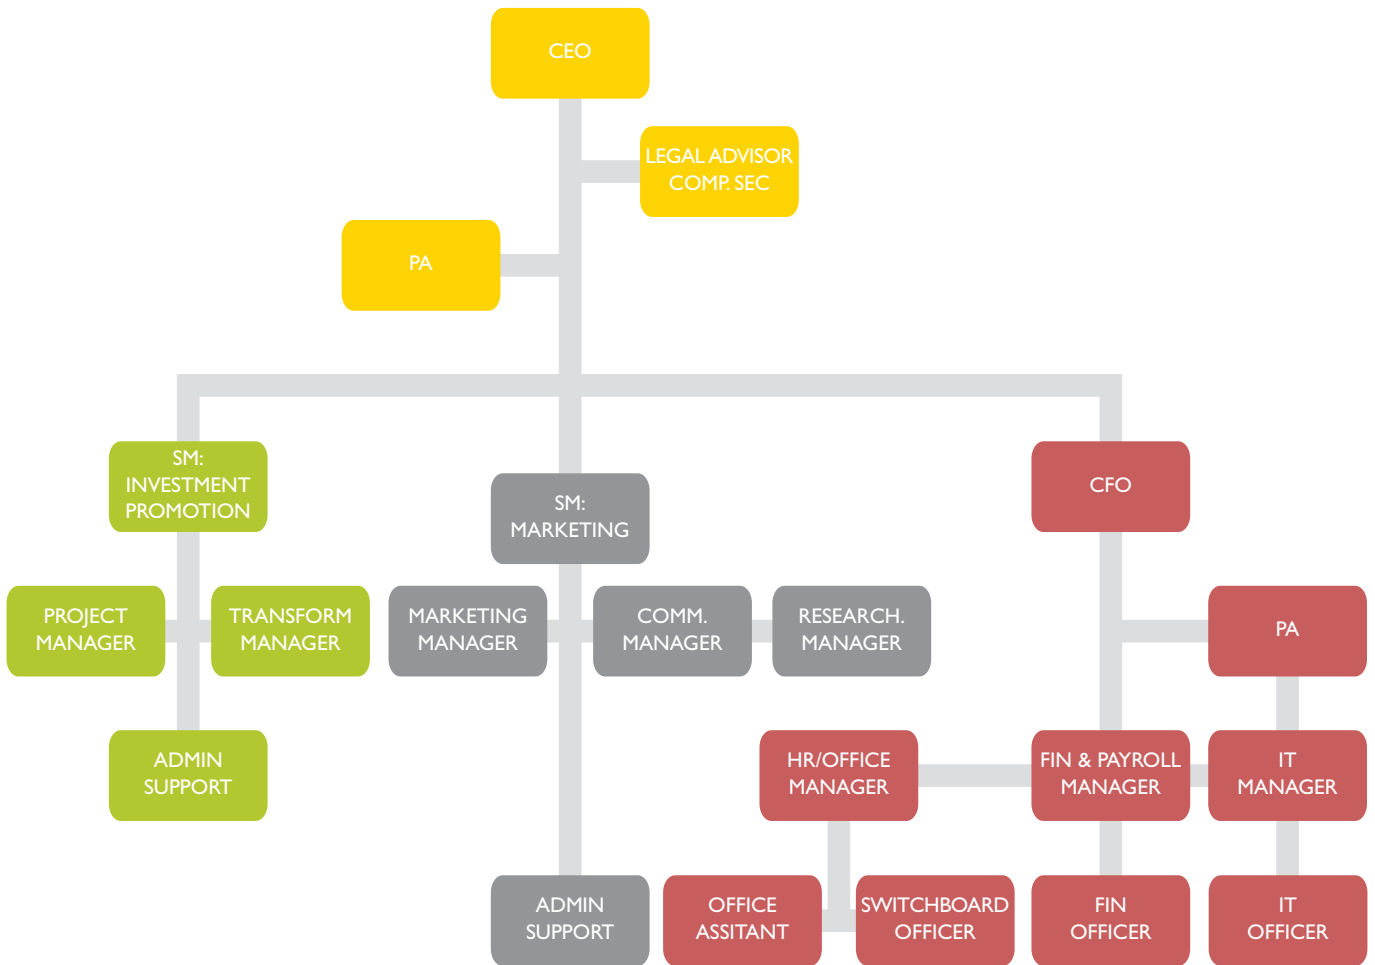 CEO
LEGAL ADVISOR
COMP. SEC
PA
SM:
INVESTMENT
PROMOTION
SM:
MARKETING
CFO
PROJECT
MANAGER
TRANSFORM
MANAGER
MARKETING
MANAGER
COMM.
MANAGER
RESEARCH.
MANAGER
PA
ADMIN
SUPPORT
HR/OFFICE
MANAGER
FIN & PAYROLL
MANAGER
IT
MANAGER
ADMIN
SUPPORT
OFFICE
ASSITANT
SWITCHBOARD
OFFICER
FIN
OFFICER
IT
OFFICER